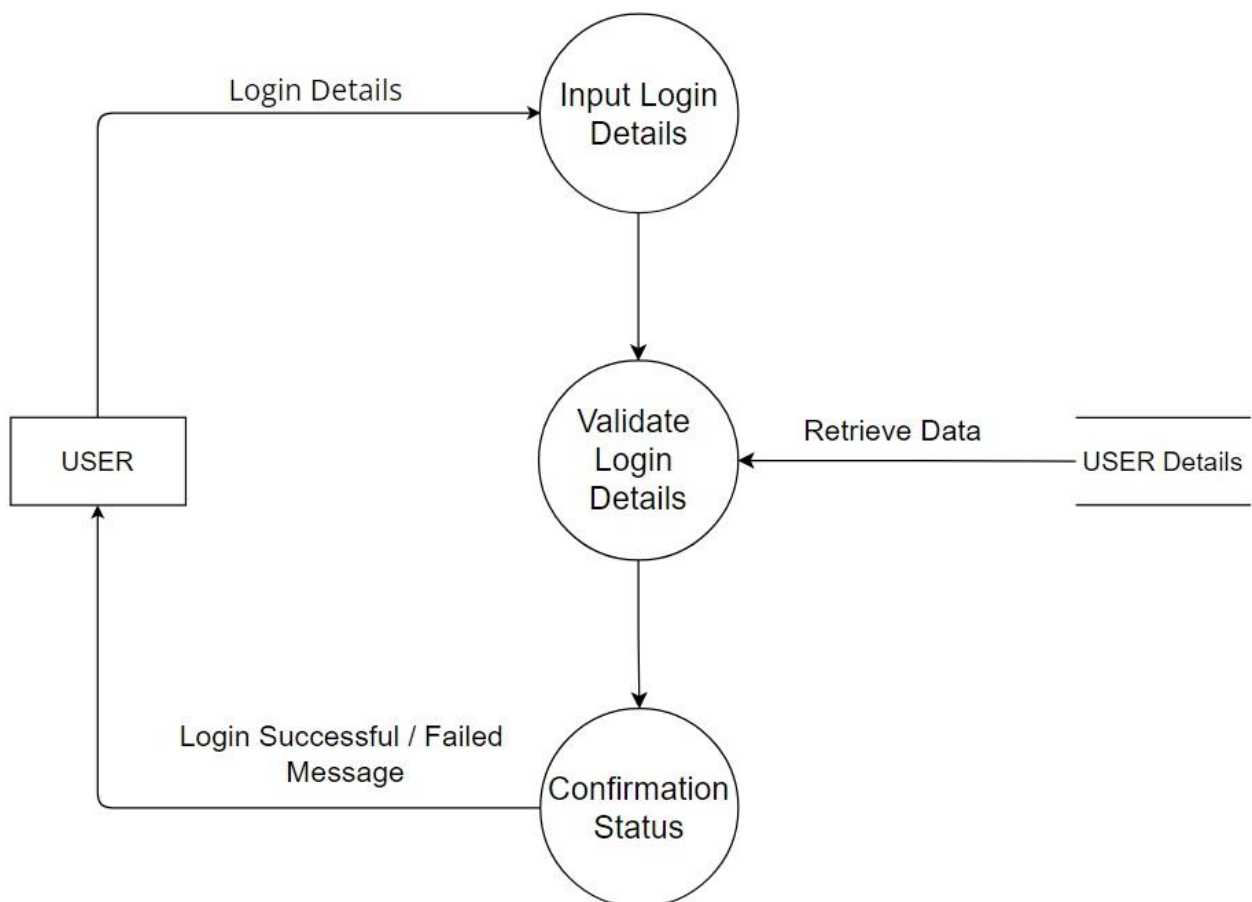 Login Details
Input Login
Details
Validate
Login
Details
Retrieve Data
USER Details
USER
Login Successful / Failed
Message
Confirmation
Status